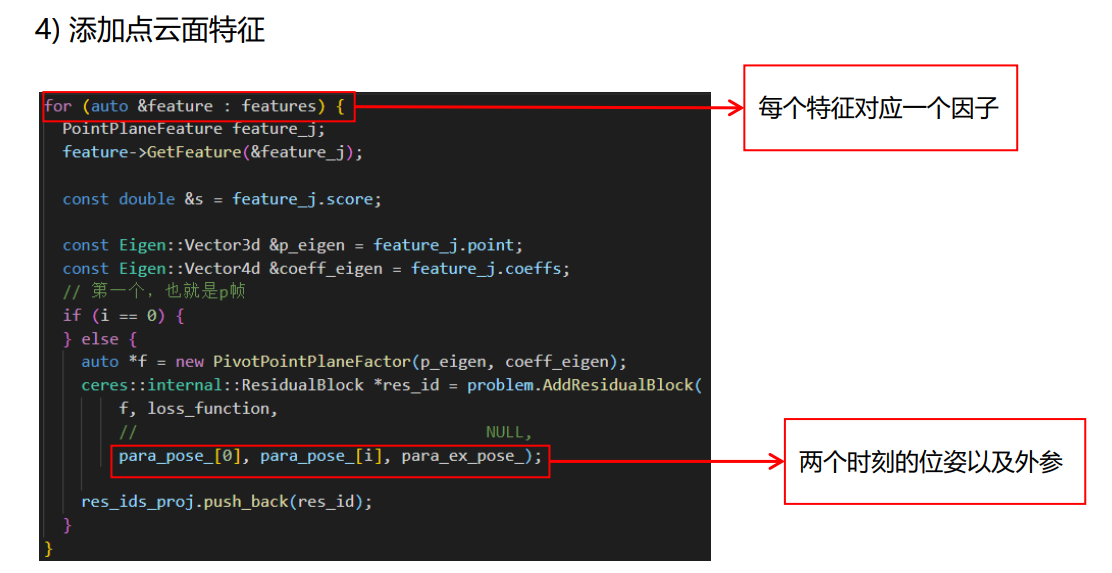 4) 添加点云面特征
for (auto &feature : features) {
每个特征对应一个因子
PointPlaneFeature feature_j;
feature->GetFeature(&feature_j);
const double &s = feature_j.score;
const Eigen::Vector3d &p_eigen = feature_j.point;
const Eigen::Vector4d &coeff_eigen = feature_j.coeffs;
// 第一个，也就是p帧
if (i == 0) {
} else {
auto *f = new PivotPointPlaneFactor(p_eigen, coeff_eigen);
ceres::internal::ResidualBlock *res_id = problem.AddResidualBlock(
f, loss_function,
// NULL,
para_pose_[0], para_pose_[i], para_ex_pose_);
两个时刻的位姿以及外参
res_ids_proj.push_back(res_id);
}
}